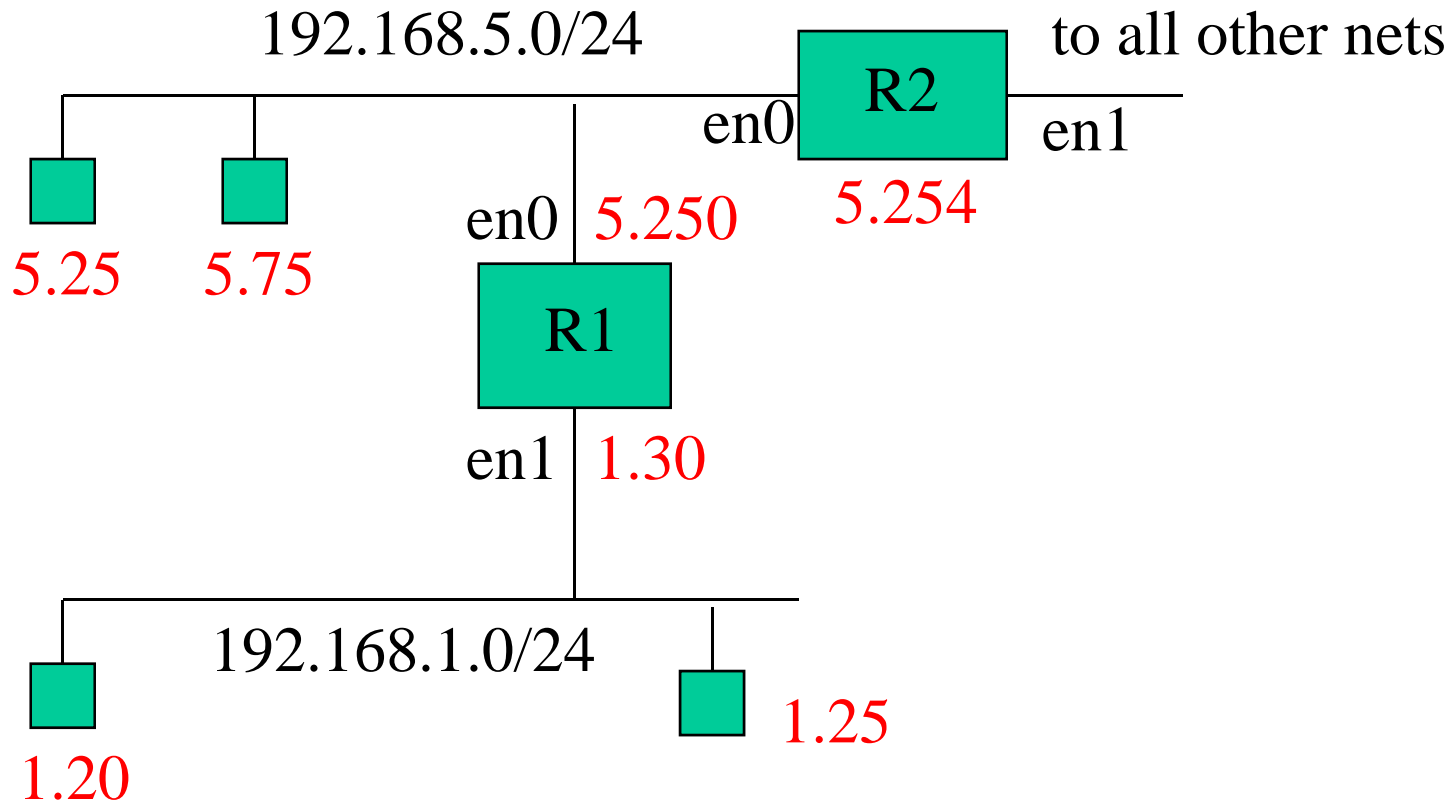 192.168.5.0/24
to all other nets
R2
en0
en1
5.254
en0
5.250
5.25
5.75
R1
en1
1.30
192.168.1.0/24
1.25
1.20